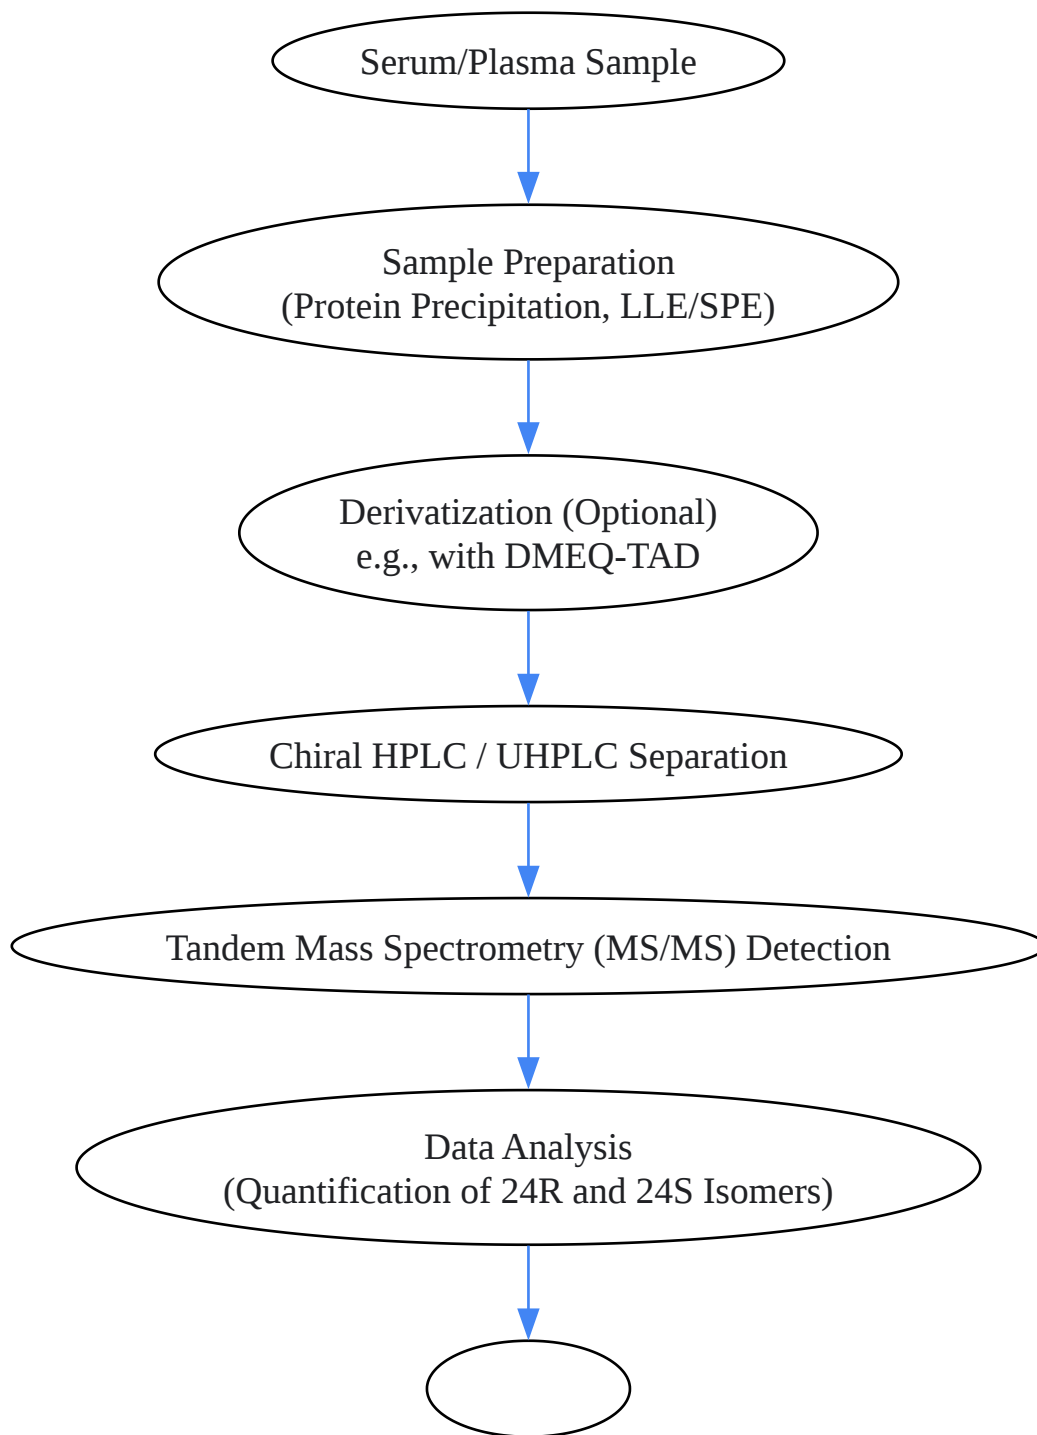 Serum/Plasma Sample
Sample Preparation
(Protein Precipitation, LLE/SPE)
Derivatization (Optional)
e.g., with DMEQ-TAD
Chiral HPLC / UHPLC Separation
Tandem Mass Spectrometry (MS/MS) Detection
Data Analysis
(Quantification of 24R and 24S Isomers)